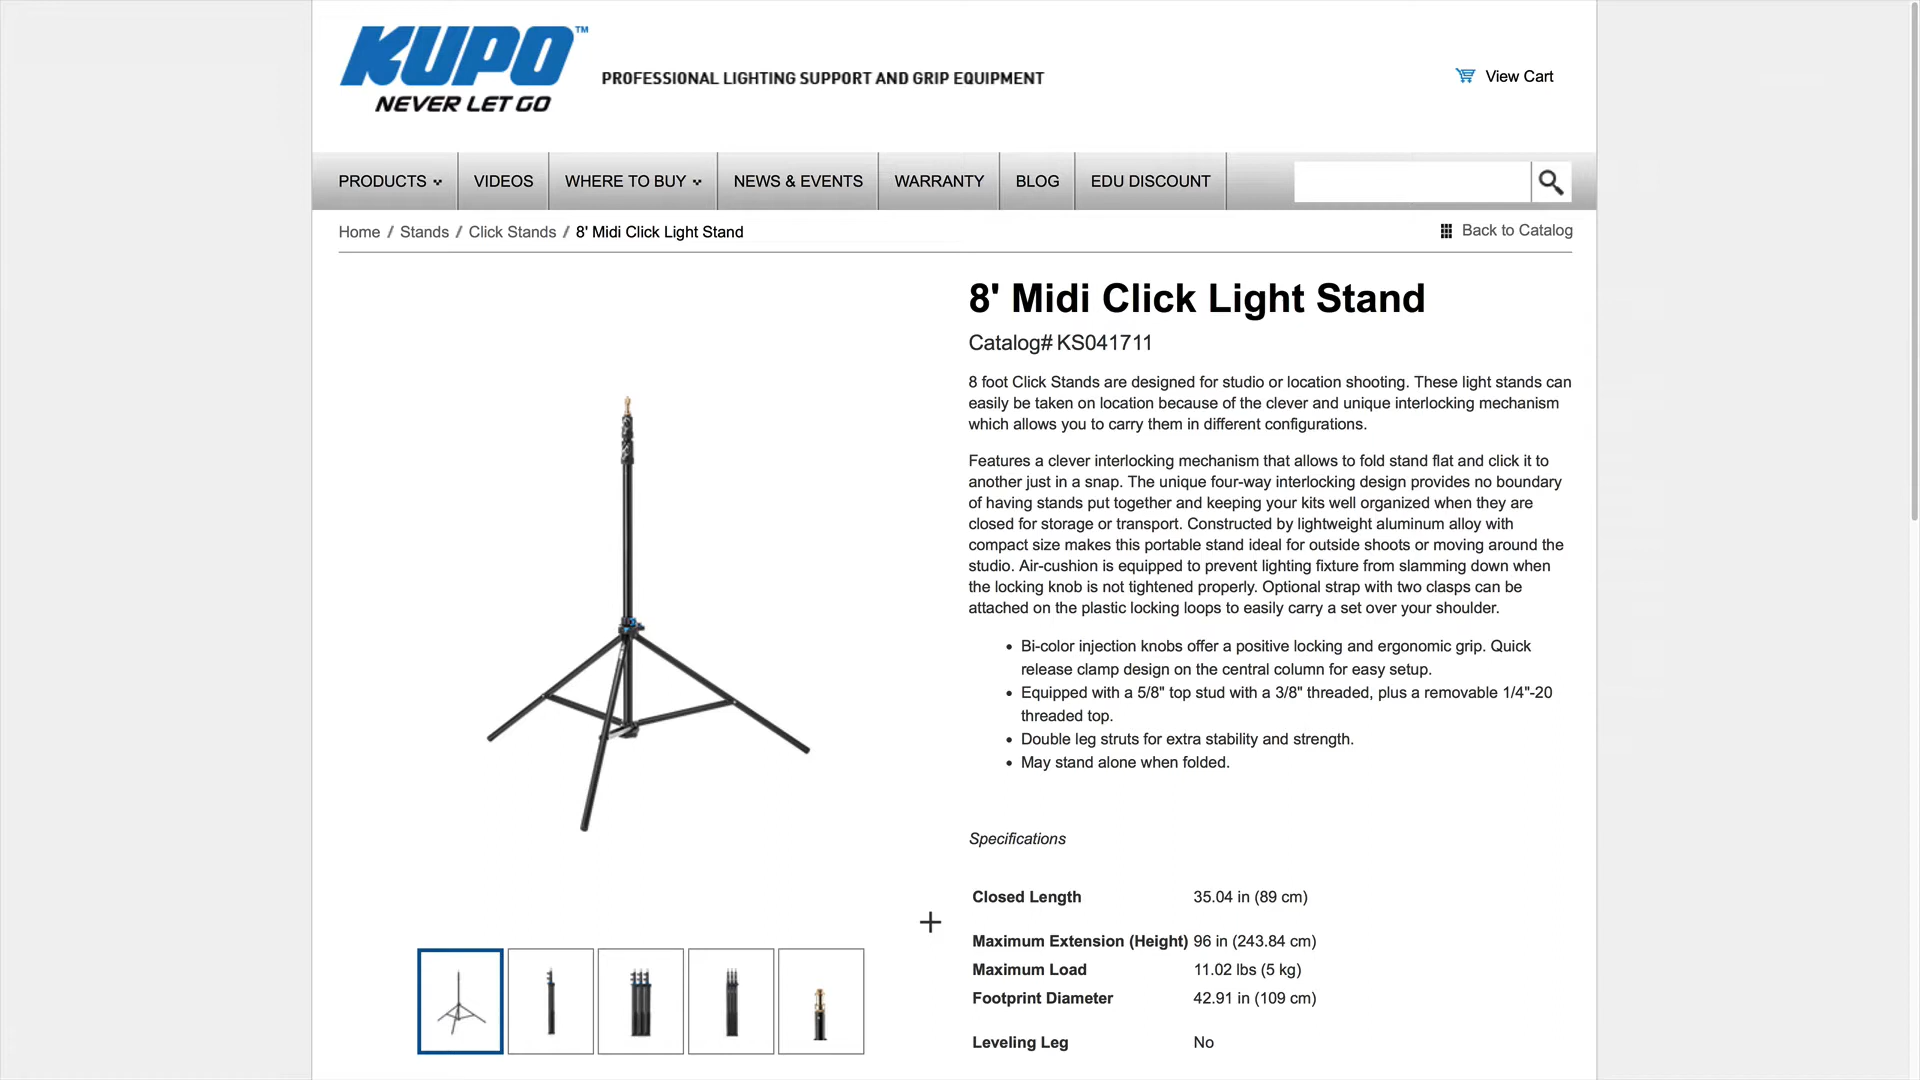 KUPO™
NEVER LET GO
PROFESSIONAL LIGHTING SUPPORT AND GRIP EQUIPMENT
View Cart
PRODUCTS
VIDEOS
WHERE TO BUY
NEWS & EVENTS
WARRANTY
BLOG
EDU DISCOUNT
Home / Stands / Click Stands / 8' Midi Click Light Stand
Back to Catalog
8' Midi Click Light Stand
Catalog# KS041711
8 foot Click Stands are designed for studio or location shooting. These light stands can
easily be taken on location because of the clever and unique interlocking mechanism
which allows you to carry them in different configurations.
Features a clever interlocking mechanism that allows to fold stand flat and click it to
another just in a snap. The unique four-way interlocking design provides no boundary
of having stands put together and keeping your kits well organized when they are
closed for storage or transport. Constructed by lightweight aluminum alloy with
compact size makes this portable stand ideal for outside shoots or moving around the
studio. Air-cushion is equipped to prevent lighting fixture from slamming down when
the locking knob is not tightened properly. Optional strap with two clasps can be
attached on the plastic locking loops to easily carry a set over your shoulder.
• Bi-color injection knobs offer a positive locking and ergonomic grip. Quick
release clamp design on the central column for easy setup.
• Equipped with a 5/8" top stud with a 3/8" threaded, plus a removable 1/4"-20
threaded top.
• Double leg struts for extra stability and strength.
• May stand alone when folded.
Specifications
Closed Length 35.04 in (89 cm)
Maximum Extension (Height) 96 in (243.84 cm)
Maximum Load 11.02 lbs (5 kg)
Footprint Diameter 42.91 in (109 cm)
Leveling Leg No